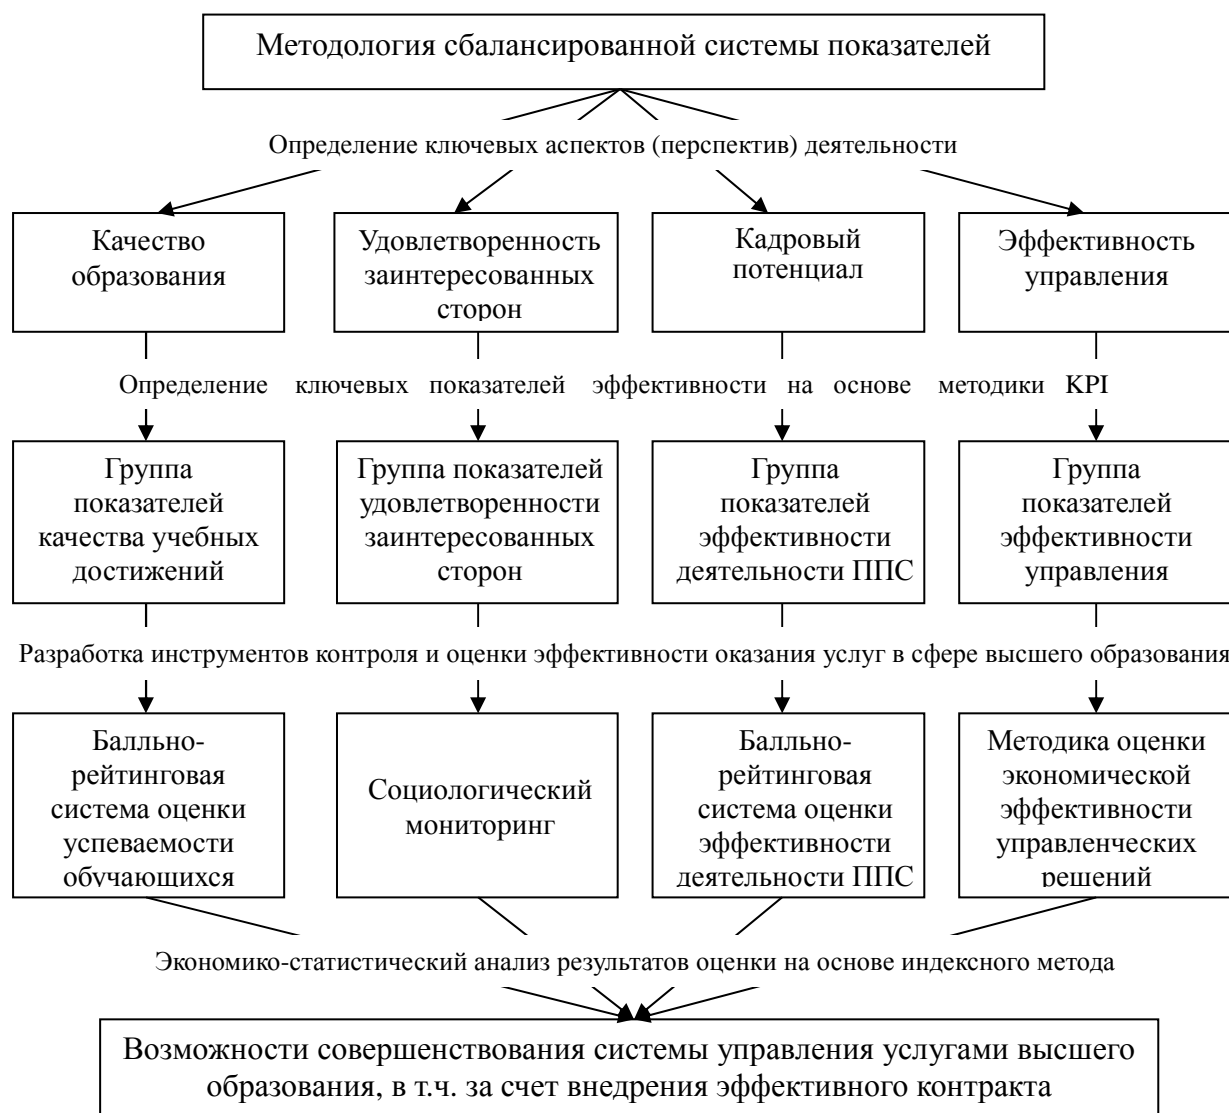 Методология сбалансированной системы показателей
Определение ключевых аспектов (перспектив) деятельности
Качество
образования
Удовлетворенность
заинтересованных
сторон
Кадровый
потенциал
Эффективность
управления
Определение ключевых показателей эффективности на основе методики KPI
Группа
показателей
качества учебных
достижений
Группа показателей
удовлетворенности
заинтересованных
сторон
Группа
показателей
эффективности
деятельности ППС
Группа
показателей
эффективности
управления
Разработка инструментов контроля и оценки эффективности оказания услуг в сфере высшего образования
Балльно-
рейтинговая
система оценки
успеваемости
обучающихся
Социологический
мониторинг
Балльно-
рейтинговая
система оценки
эффективности
деятельности ППС
Методика оценки
экономической
эффективности
управленческих
решений
Экономико-статистический анализ результатов оценки на основе индексного метода
Возможности совершенствования системы управления услугами высшего
образования, в т.ч. за счет внедрения эффективного контракта